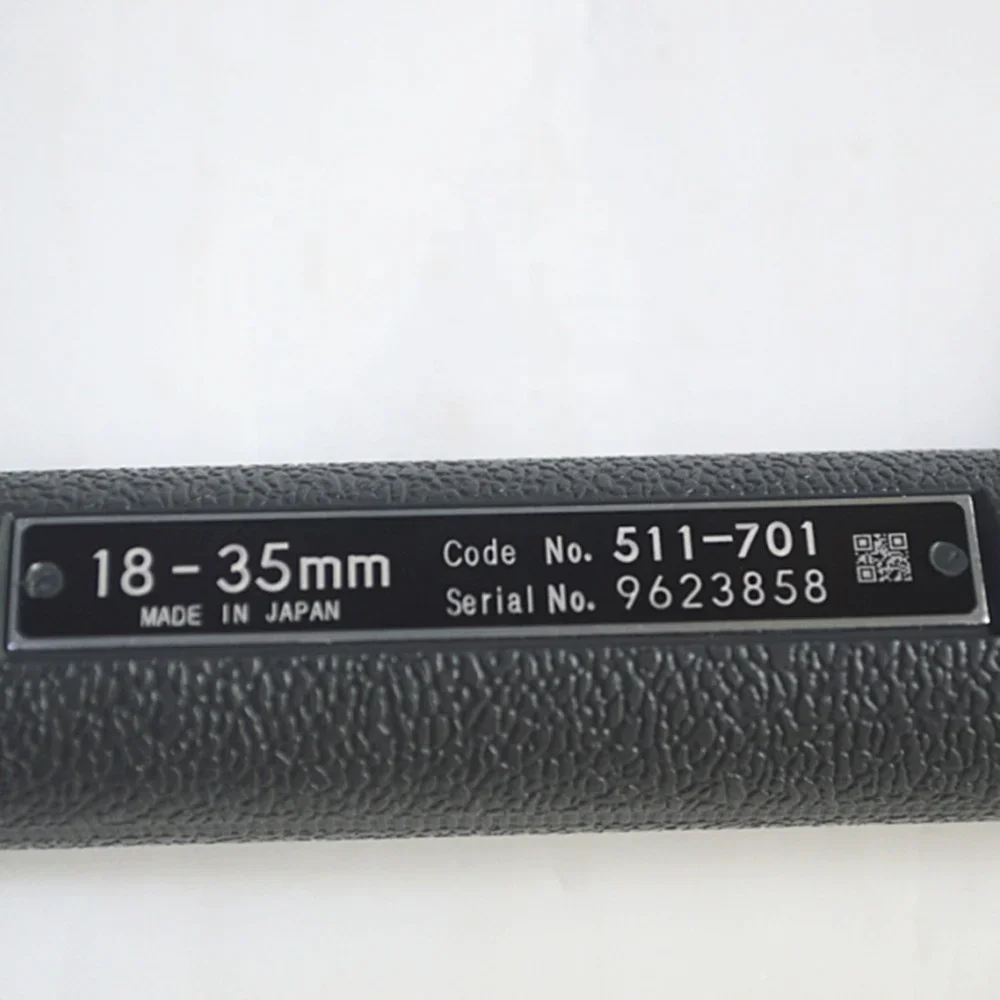 18-35mm
MADE IN JAPAN
Code No. 511-701
Serial No. 9623858